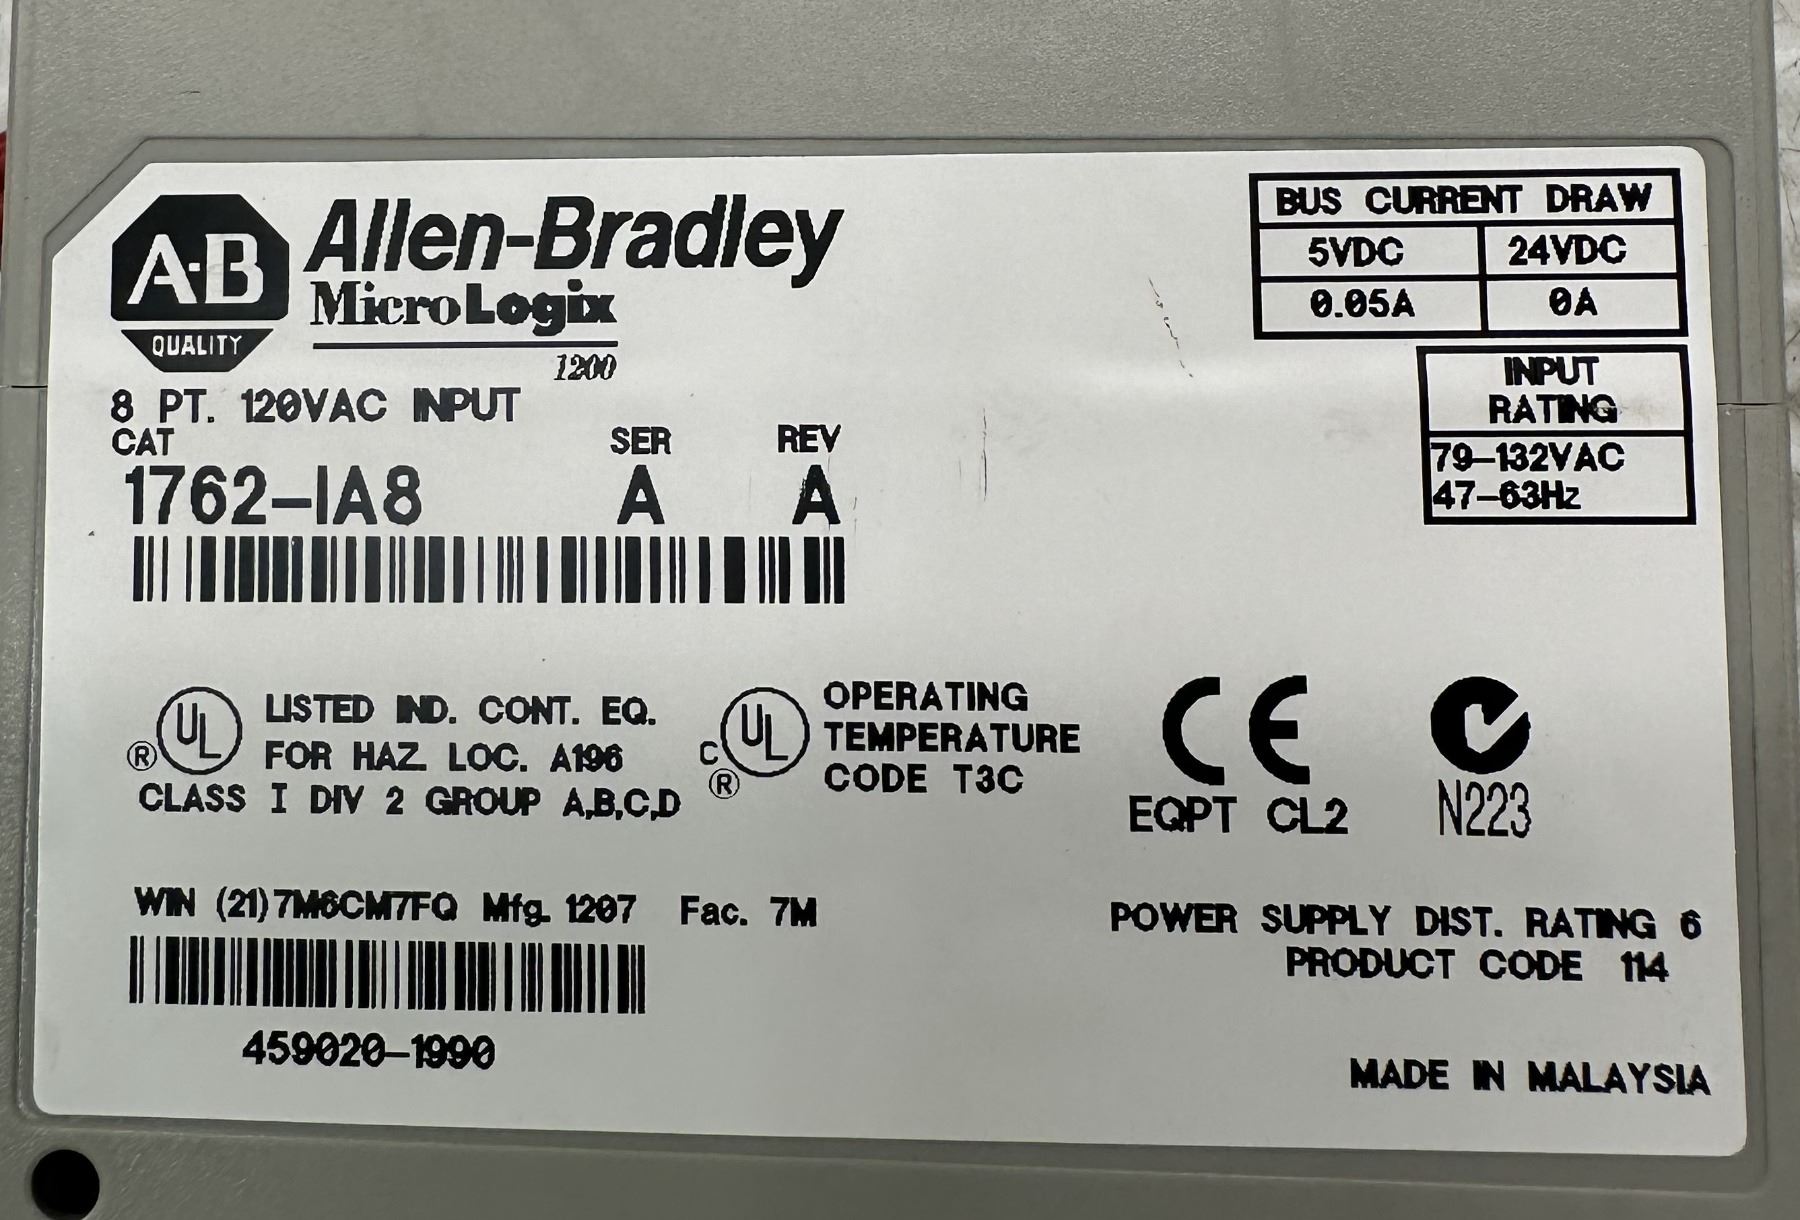 A-B
QUALITY
Allen-Bradley
MicroLogix
1200
8 PT. 120VAC INPUT
CAT SER REV
1762-IA8 A A
BUS CURRENT DRAW
5VDC 24VDC
0.05A 0A
INPUT
RATING
79-132VAC
47-63Hz
UL ®
LISTED IND. CONT. EQ.
FOR HAZ. LOC. A196
CLASS I DIV 2 GROUP A,B,C,D
C UL ®
OPERATING
TEMPERATURE
CODE T3C
CE
EQPT CL2
N223
WIN (21)7M6CM7FQ Mfg. 1207 Fac. 7M
459020-1990
POWER SUPPLY DIST. RATING 6
PRODUCT CODE 114
MADE IN MALAYSIA